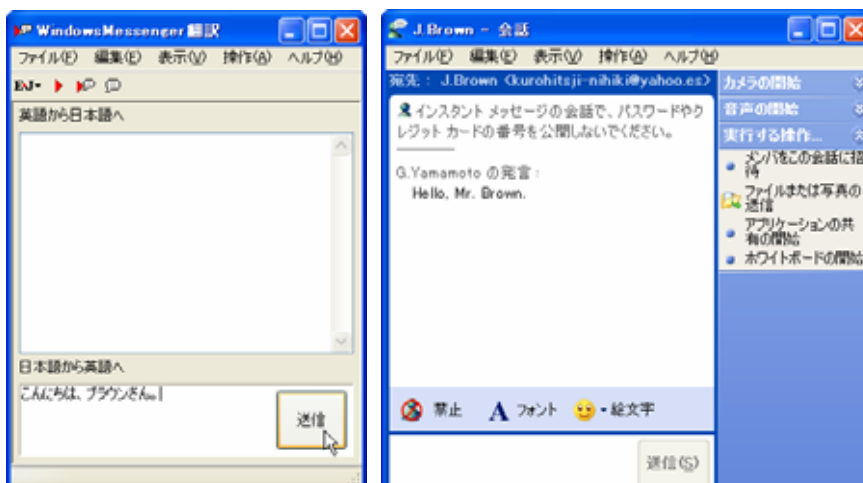 WindowsMessenger 翻訳
ファイル(F) 編集(E) 表示(V) 操作(A) ヘルプ(H)
EJ
英語から日本語へ
日本語から英語へ
こんにちは、ブラウンさん。
送信
J.Brown - 会話
ファイル(F) 編集(E) 表示(V) 操作(A) ヘルプ(H)
宛先： J.Brown <kurohitsji-nihiki@yahoo.es>
インスタント メッセージの会話で、パスワードやク
レジット カードの番号を公開しないでください。
G.Yamamoto の発言：
Hello, Mr. Brown.
禁止 A フォント 絵文字
送信(S)
カメラの開始
音声の開始
実行する操作...
メンバをこの会話に招
待
ファイルまたは写真の
送信
アプリケーションの共
有の開始
ホワイトボードの開始